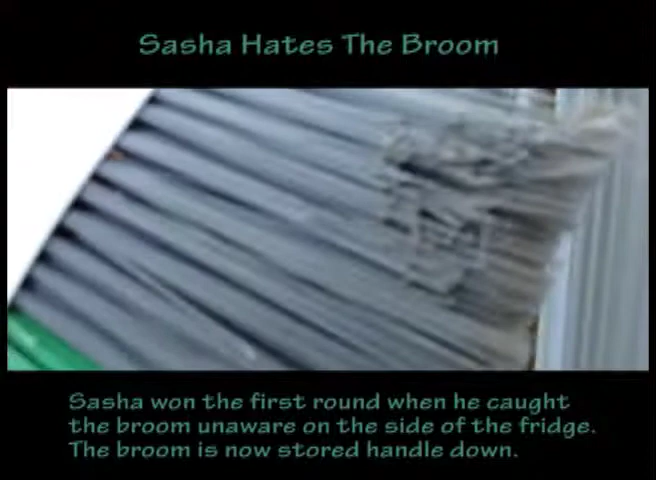 Sasha Hates The Broom
Sasha won the first round when he caught
the broom unaware on the side of the fridge.
The broom is now stored handle down.